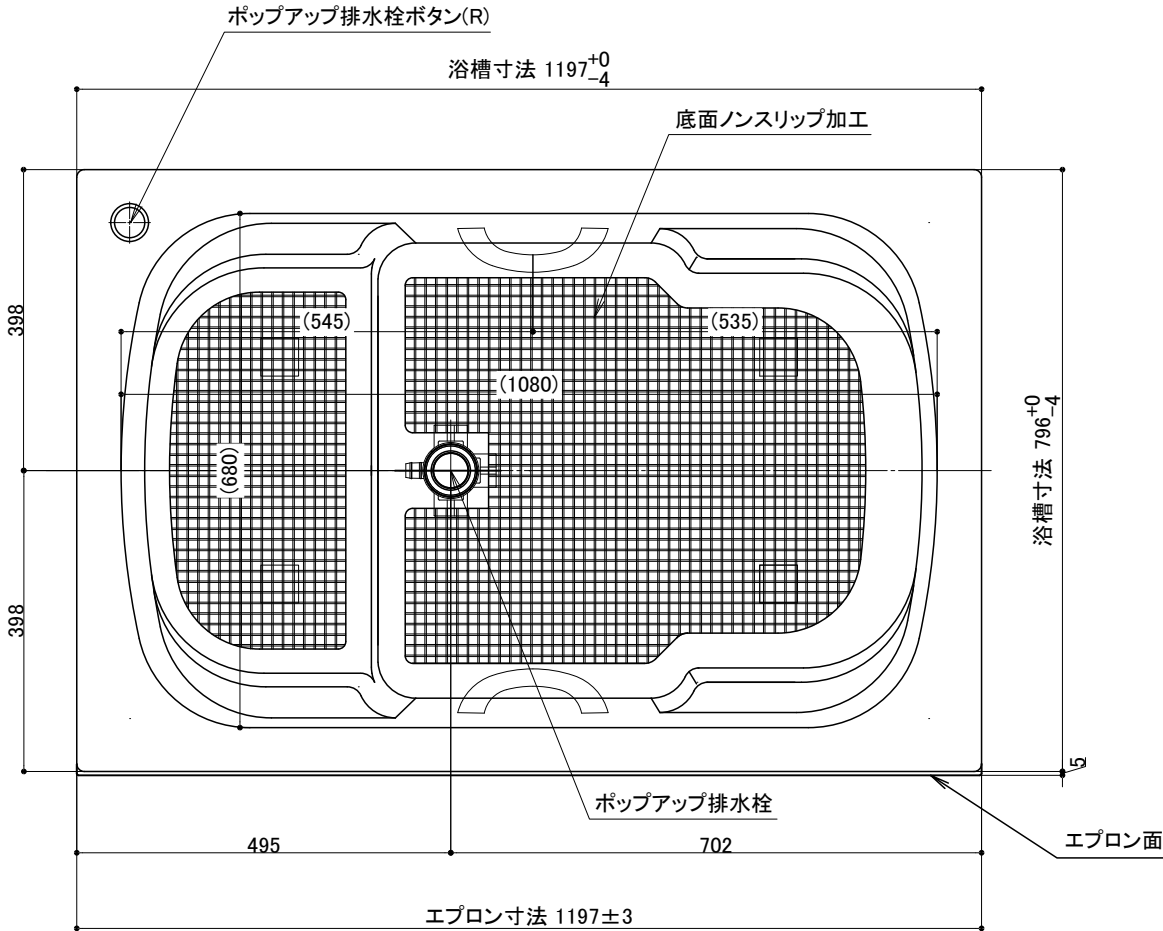 ポップアップ排水栓ボタン(R)
浴槽寸法 1197+0 -4
底面ノンスリップ加工
398
(545)
(535)
(1080)
(680)
浴槽寸法 796+0 -4
398
5
ポップアップ排水栓
エプロン面
495
702
エプロン寸法 1197±3